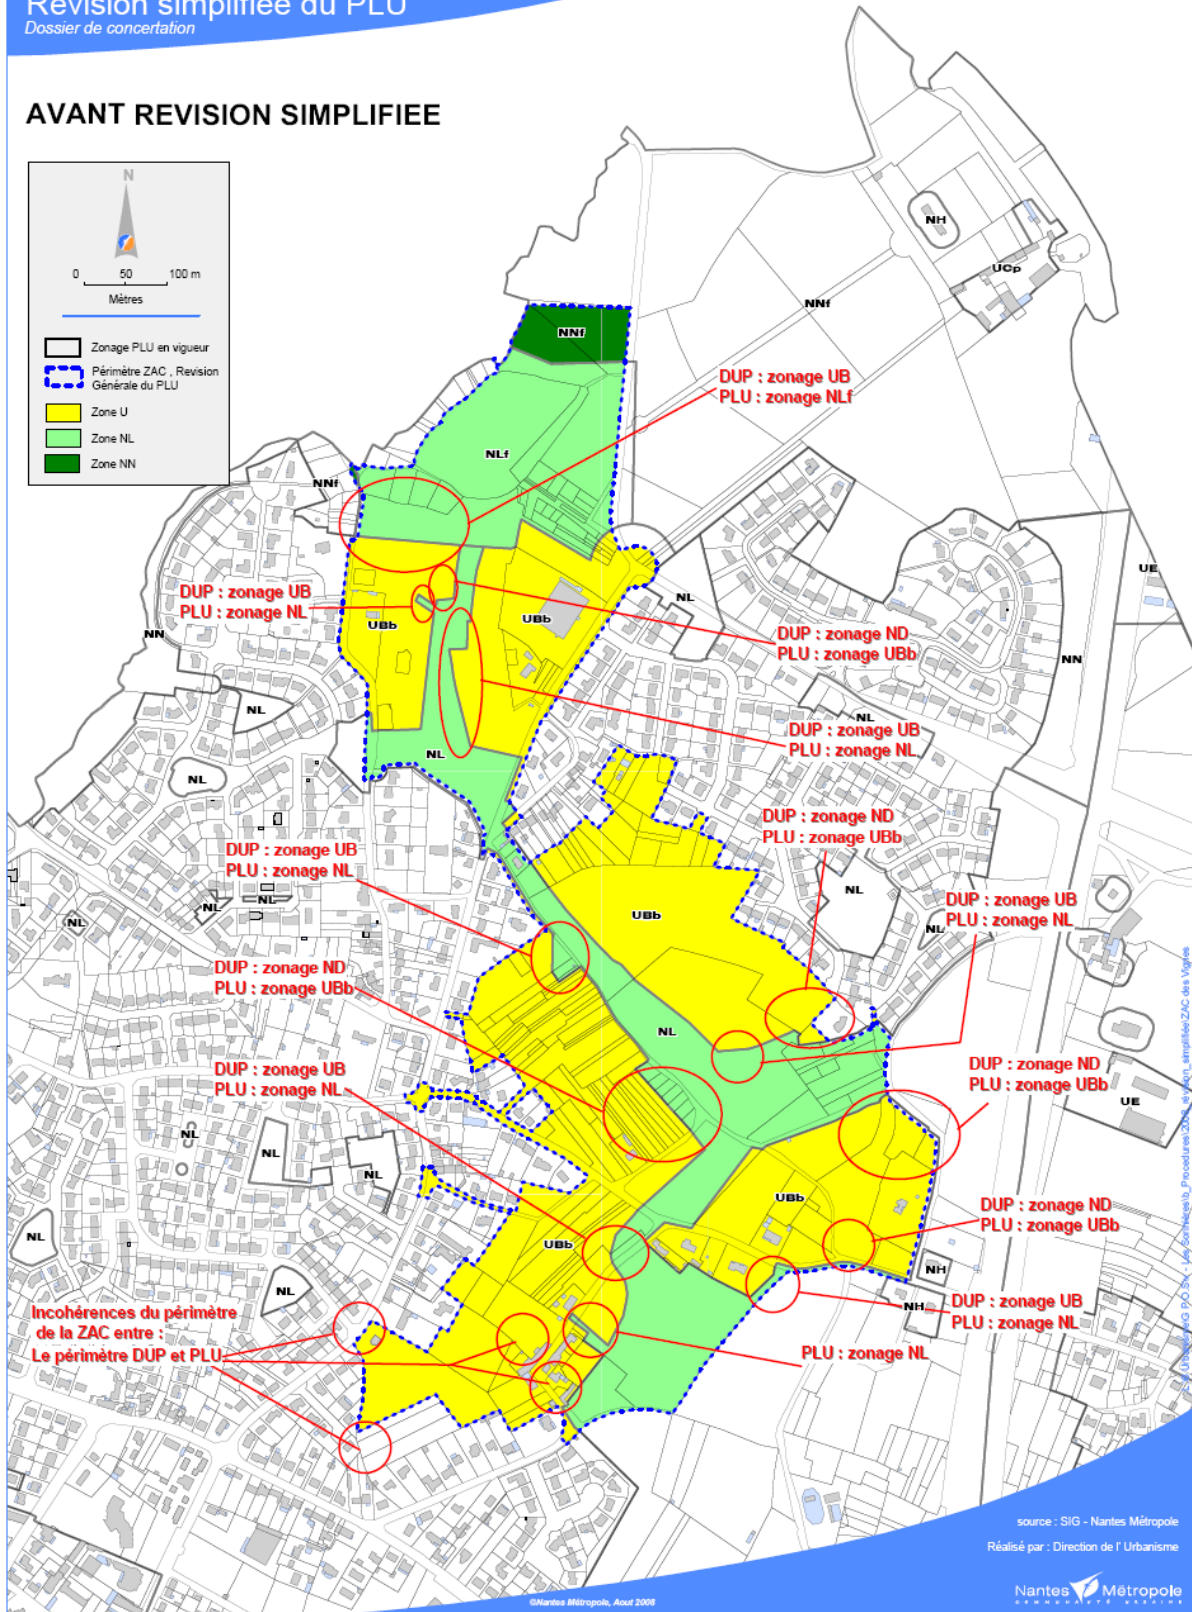 Révision simplifiée du PLU
Dossier de concertation
AVANT REVISION SIMPLIFIEE
N
0 50 100 m
Mètres
Zonage PLU en vigueur
Périmètre ZAC , Revision
Générale du PLU
Zone U
Zone NL
Zone NN
NH
UCp
NNf
NNf
DUP : zonage UB
PLU : zonage NLf
NLf
NNf
UE
DUP : zonage UB
PLU : zonage NL
NL
UBb
UBb
NN
DUP : zonage ND
PLU : zonage UBb
NN
NL
NL
DUP : zonage UB
PLU : zonage NL
NL
NL
DUP : zonage ND
PLU : zonage UBb
DUP : zonage UB
PLU : zonage NL
NL
NL
NL
NL
UBb
DUP : zonage UB
PLU : zonage NL
NL
DUP : zonage ND
PLU : zonage UBb
NL
DUP : zonage UB
PLU : zonage NL
DUP : zonage ND
PLU : zonage UBb
UE
NL
NL
NL
UBb
DUP : zonage ND
PLU : zonage UBb
NL
UBb
NH
NL
NH
DUP : zonage UB
PLU : zonage NL
Incohérences du périmètre
de la ZAC entre :
Le périmètre DUP et PLU
PLU : zonage NL
source : SIG - Nantes Métropole
Réalisé par : Direction de l' Urbanisme
Nantes Métropole
COMMUNAUTÉ URBAINE
©Nantes Métropole, Aout 2008